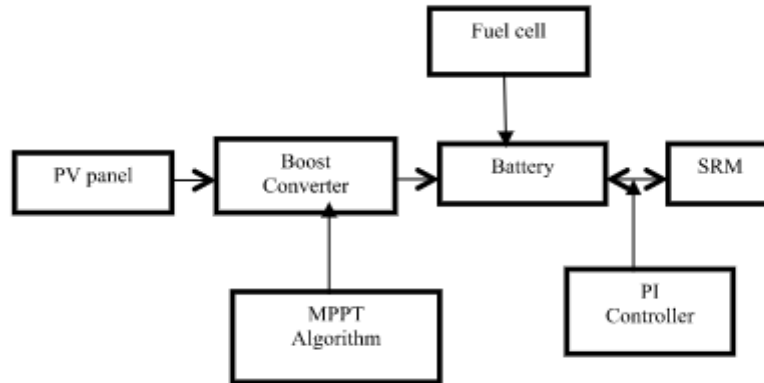 Fuel cell
PV panel
Boost
Converter
Battery
SRM
MPPT
Algorithm
PI
Controller